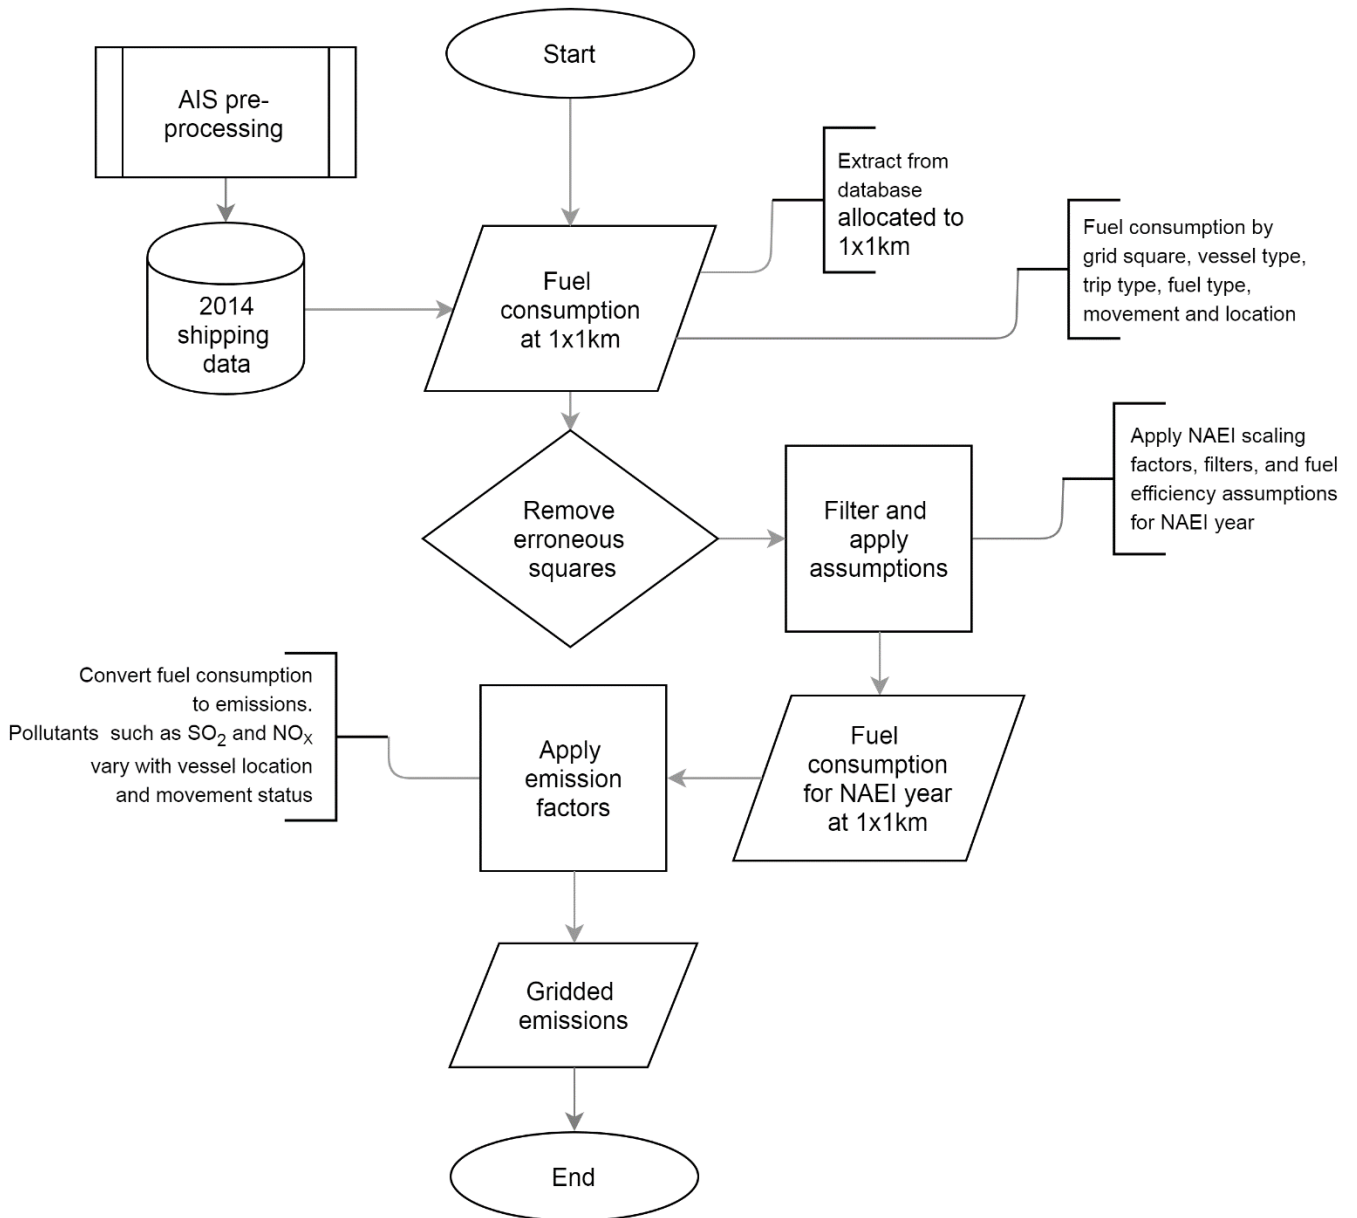 Start
AIS pre-
processing
Extract from
database
allocated to
1x1km
Fuel consumption by
grid square, vessel type,
trip type, fuel type,
movement and location
2014
shipping
data
Fuel
consumption
at 1x1km
Remove
erroneous
squares
Filter and
apply
assumptions
Apply NAEI scaling
factors, filters, and fuel
efficiency assumptions
for NAEI year
Convert fuel consumption
to emissions.
Pollutants such as SO₂ and NOₓ
vary with vessel location
and movement status
Apply
emission
factors
Fuel
consumption
for NAEI year
at 1x1km
Gridded
emissions
End